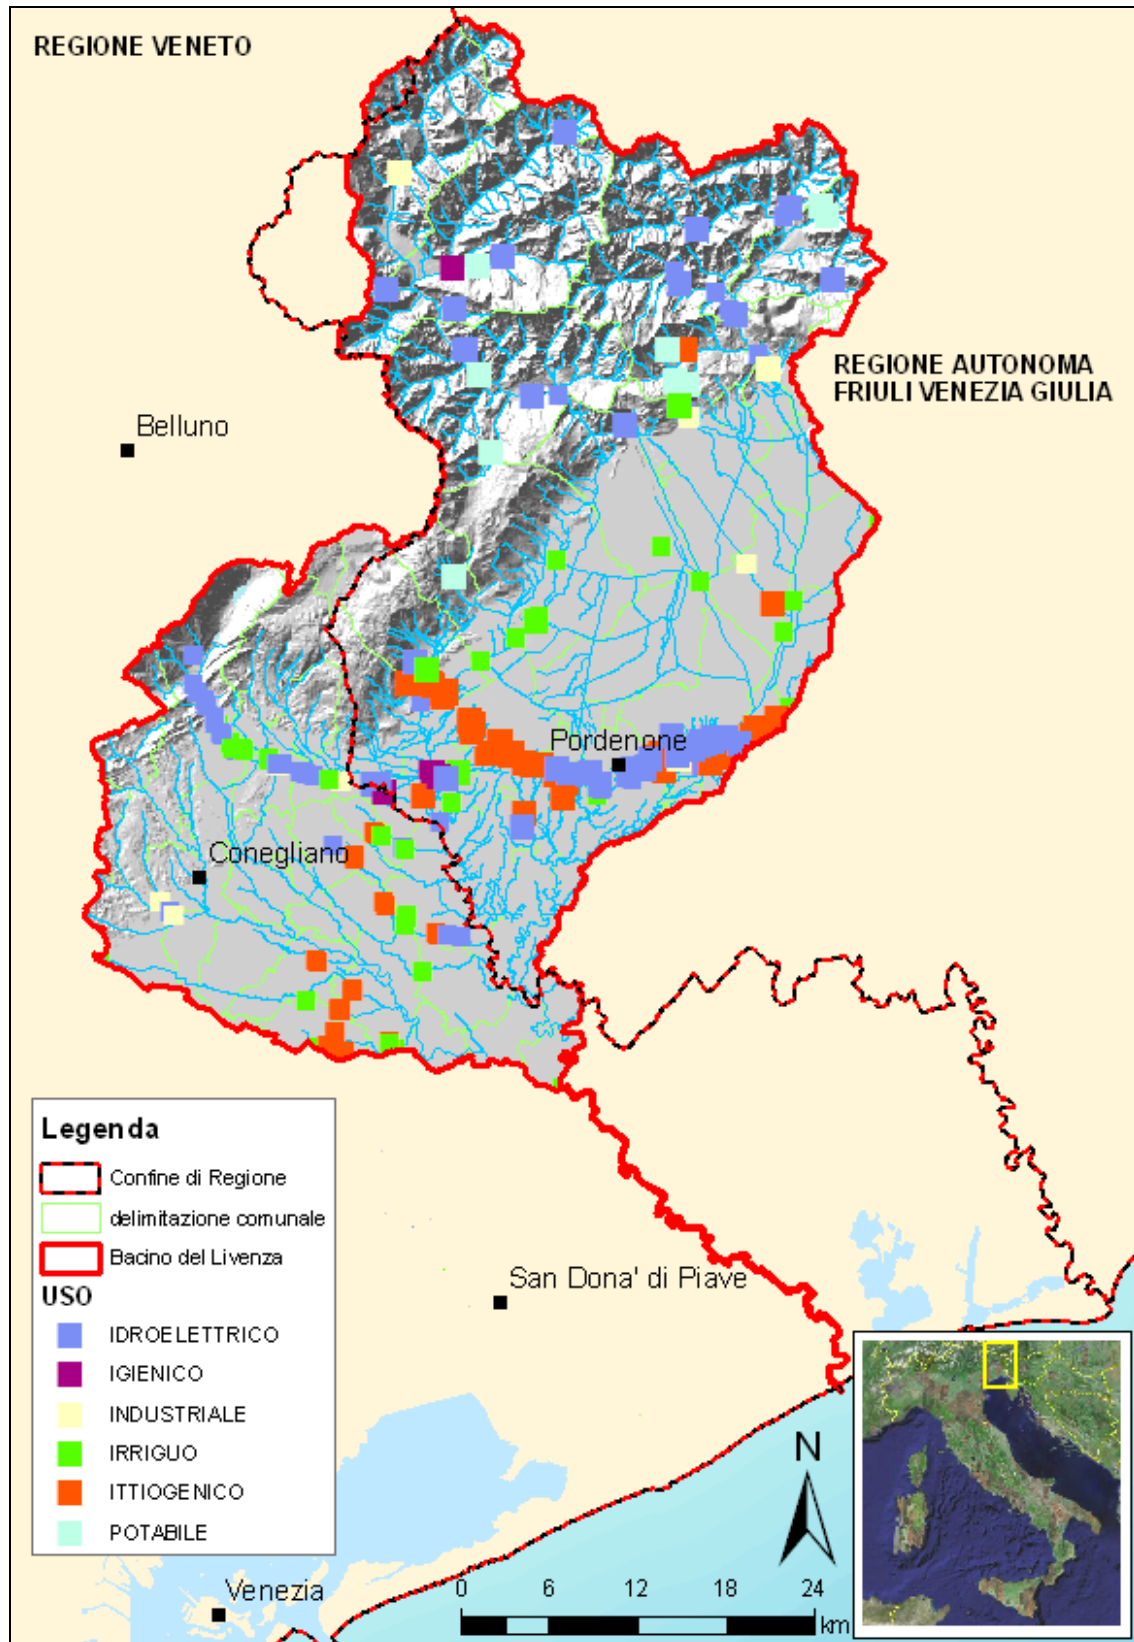 REGIONE VENETO
REGIONE AUTONOMA
FRIULI VENEZIA GIULIA
Belluno
Pordenone
Conegliano
Legenda
Confine di Regione
delimitazione comunale
Bacino del Livenza
USO
IDROELETTRICO
IGIENICO
INDUSTRIALE
IRRIGUO
ITTIOGENICO
POTABILE
San Dona' di Piave
Venezia
N
0 6 12 18 24
km